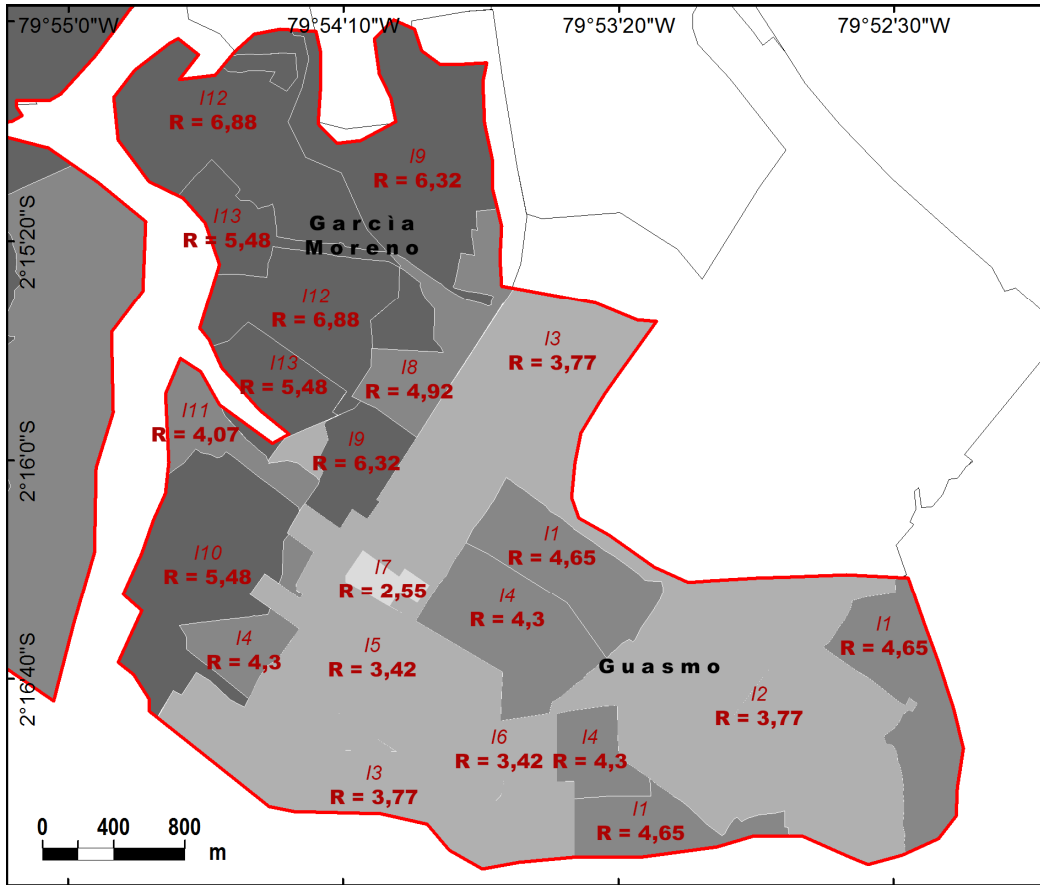 79°55'0"W 79°54'10"W 79°53'20"W 79°52'30"W
I12
R = 6,88
I9
R = 6,32
I13
R = 5,48
Garcìa
Moreno
2°15'20"S
I12
R = 6,88
I3
R = 3,77
I13
R = 5,48
I8
R = 4,92
I11
R = 4,07
I9
R = 6,32
2°16'0"S
I10
R = 5,48
I7
R = 2,55
I1
R = 4,65
I4
R = 4,3
I4
R = 4,3
I5
R = 3,42
Guasmo
I1
R = 4,65
2°16'40"S
I2
R = 3,77
I6
R = 3,42
I4
R = 4,3
I3
R = 3,77
I1
R = 4,65
0 400 800
m